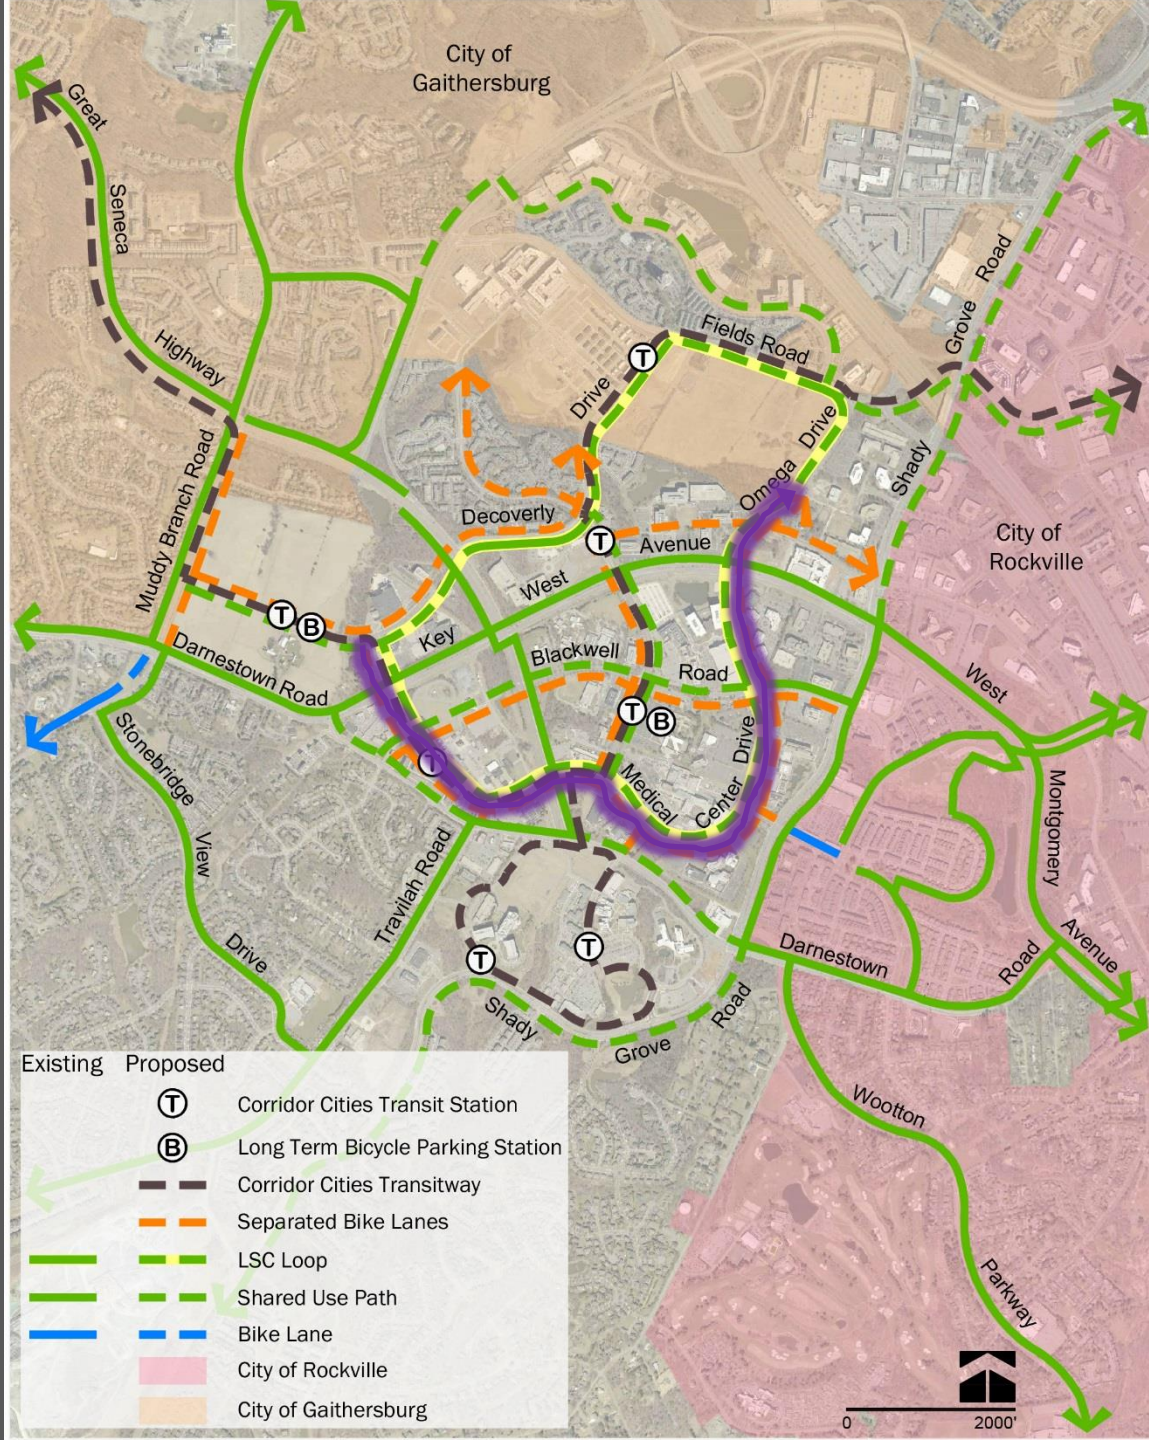 City of
Gaithersburg
Great
Seneca
Highway
Fields Road
Grove Road
Drive
Drive
Omega
Shady
City of
Rockville
Muddy Branch Road
Decoverly
Avenue
West
Key
Blackwell
Road
Darnestown Road
West
Stonebridge
View
Drive
Medical
Center Drive
Montgomery
Avenue
Travilah Road
Darnestown
Road
Shady
Grove
Road
Wootton
Parkway
T
T
T
B
T
B
T
T
T
Existing Proposed
T Corridor Cities Transit Station
B Long Term Bicycle Parking Station
Corridor Cities Transitway
Separated Bike Lanes
LSC Loop
Shared Use Path
Bike Lane
City of Rockville
City of Gaithersburg
0 2000'